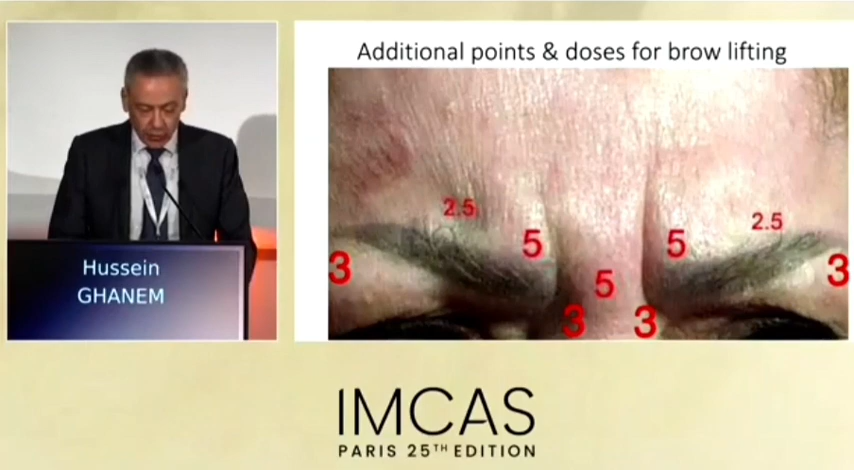 Additional points & doses for brow lifting
2.5
2.5
5
5
3
3
5
3
3
Hussein
GHANEM
IMCAS
PARIS 25TH EDITION